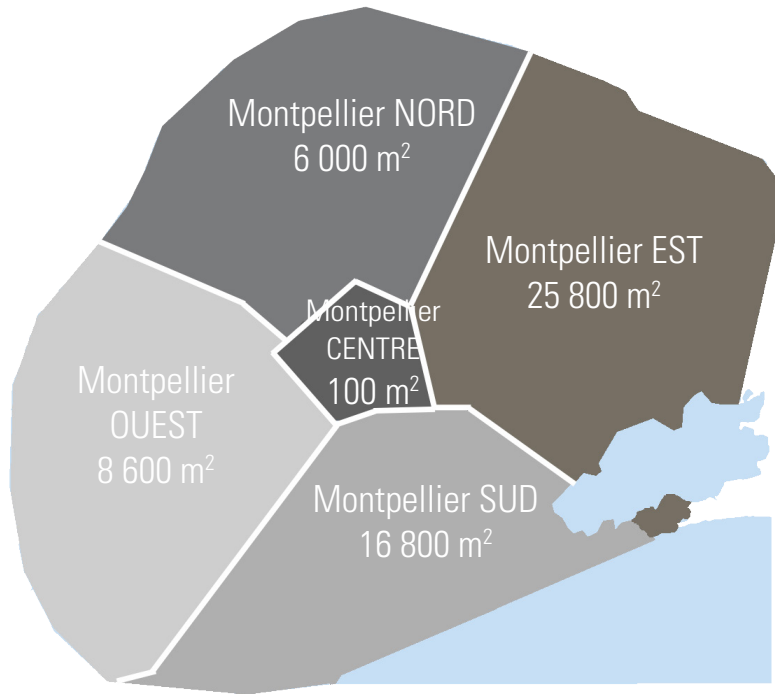 Montpellier NORD
6 000 m²
Montpellier EST
25 800 m²
Montpellier
CENTRE
100 m²
Montpellier
OUEST
8 600 m²
Montpellier SUD
16 800 m²